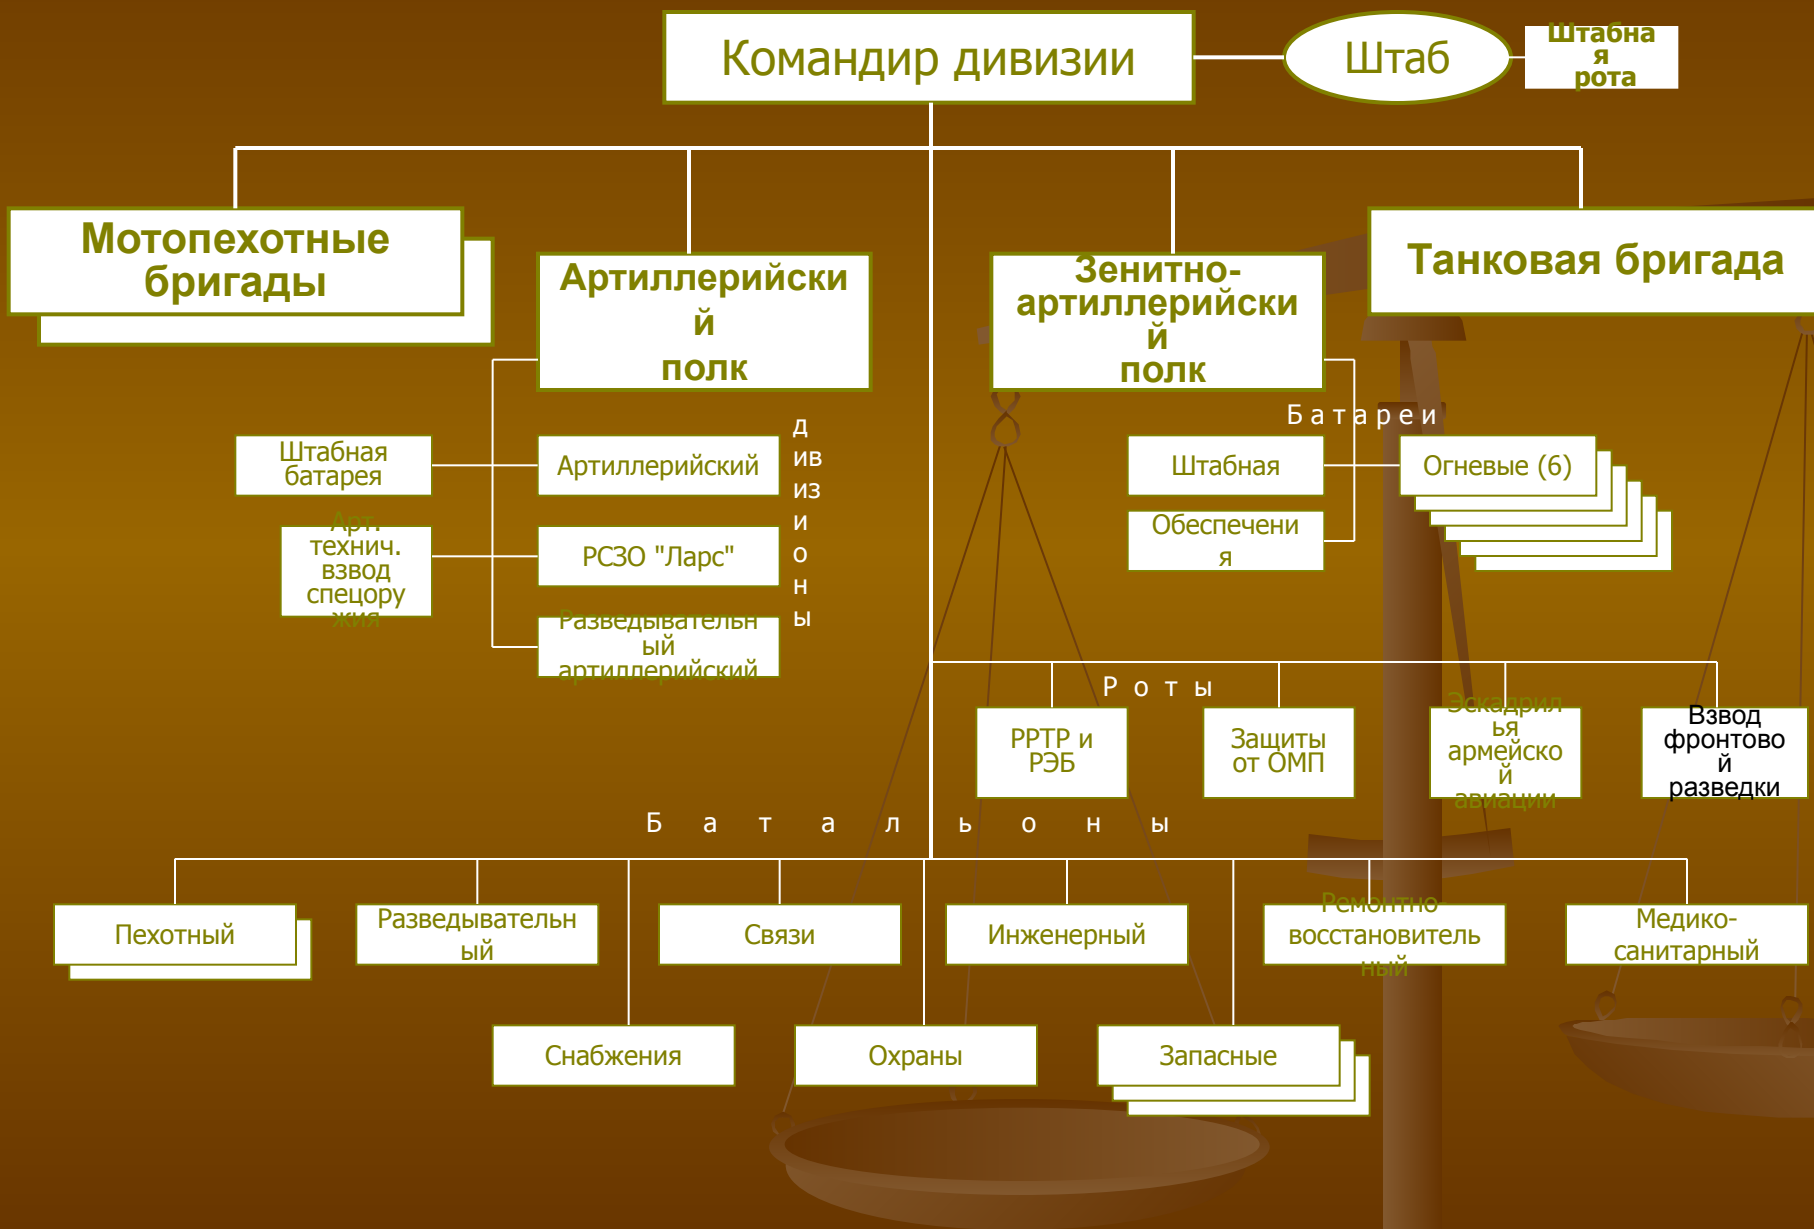 Командир дивизии
Штаб
Штабна
я
рота
Мотопехотные
бригады
Артиллерийски
й
полк
Зенитно-
артиллерийски
й
полк
Танковая бригада
Б а т а р е и
Штабная
батарея
Артиллерийский
д
ив
из
и
о
н
ы
Штабная
Огневые (6)
Арт.
технич.
взвод
спецору
жия
РСЗО "Ларс"
Обеспечени
я
Разведывательн
ый
артиллерийский
Р о т ы
РРТР и
РЭБ
Защиты
от ОМП
Эскадрил
ья
армейско
й
авиации
Взвод
фронтово
й
разведки
Б а т а л ь о н ы
Пехотный
Разведывательн
ый
Связи
Инженерный
Ремонтно-
восстановитель
ный
Медико-
санитарный
Снабжения
Охраны
Запасные